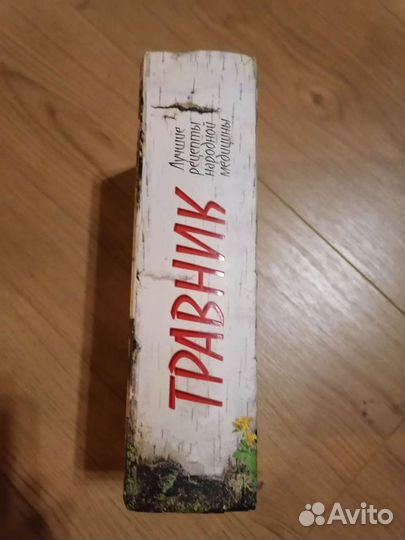 ТРАВНИК
Лучшие
рецепты
народной
медицины
Avito